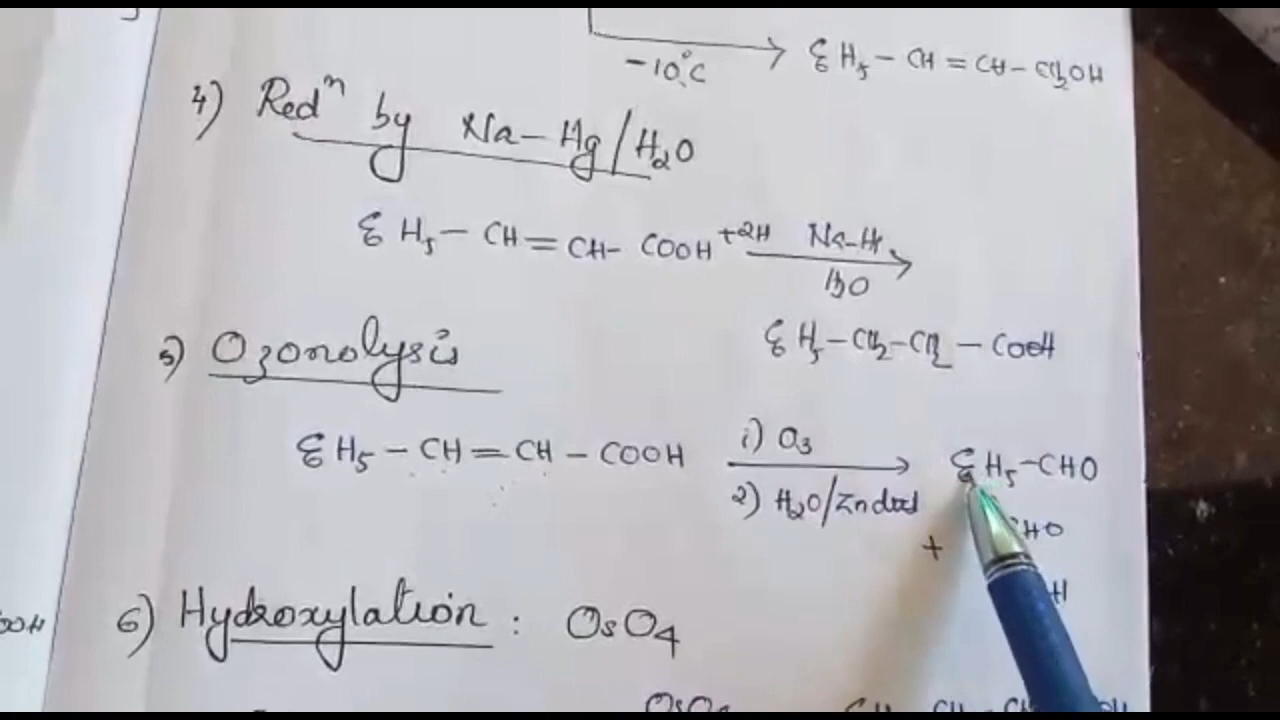 -10°C → C6H5 – CH = CH – CH2OH
4) Redn by Na – Hg / H2O
C6H5 – CH = CH – COOH +2H Na–Hg →
H2O
C6H5 – CH2 – CH2 – COOH
5) Ozonolysis
C6H5 – CH = CH – COOH i) O3 → C6H5 – CHO
2) H2O/Zn dust
+ CHO
H
6) Hydroxylation : OsO4
OOH